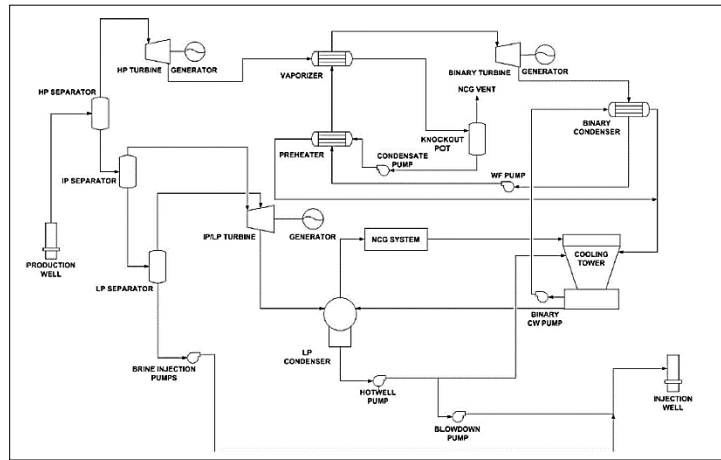 HP TURBINE
GENERATOR
HP SEPARATOR
VAPORIZER
BINARY TURBINE
GENERATOR
NCG VENT
BINARY
CONDENSER
KNOCKOUT
POT
PREHEATER
CONDENSATE
PUMP
IP SEPARATOR
WF PUMP
IP/LP TURBINE
GENERATOR
NCG SYSTEM
COOLING
TOWER
PRODUCTION
WELL
LP SEPARATOR
BINARY
CW PUMP
LP
CONDENSER
BRINE INJECTION
PUMPS
HOTWELL
PUMP
INJECTION
WELL
BLOWDOWN
PUMP